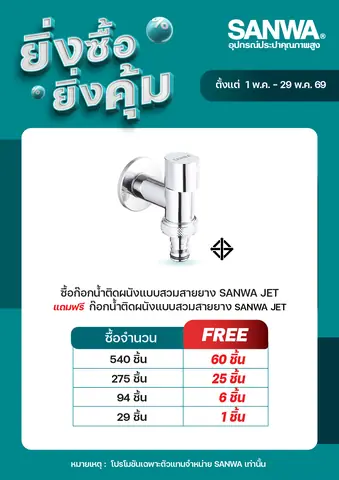 ยิ่งซื้อ
ยิ่งคุ้ม
SANWA®
อุปกรณ์ประปาคุณภาพสูง
ตั้งแต่ 1 พ.ค. - 29 พ.ค. 69
ซื้อก๊อกน้ำติดผนังแบบสวมสายยาง SANWA JET
แถมฟรี ก๊อกน้ำติดผนังแบบสวมสายยาง SANWA JET
ซื้อจำนวน FREE
540 ชิ้น 60 ชิ้น
275 ชิ้น 25 ชิ้น
94 ชิ้น 6 ชิ้น
29 ชิ้น 1 ชิ้น
หมายเหตุ : โปรโมชันเฉพาะตัวแทนจำหน่าย SANWA เท่านั้น